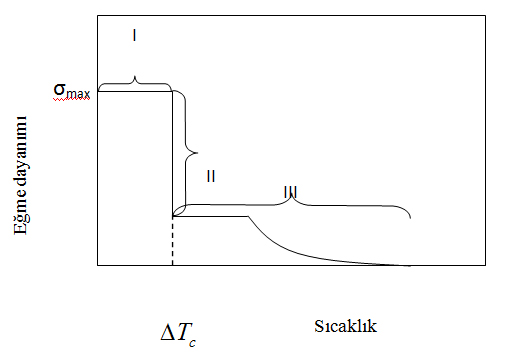 I
σmax
Eğme dayanımı
II
III
ΔTc
Sıcaklık